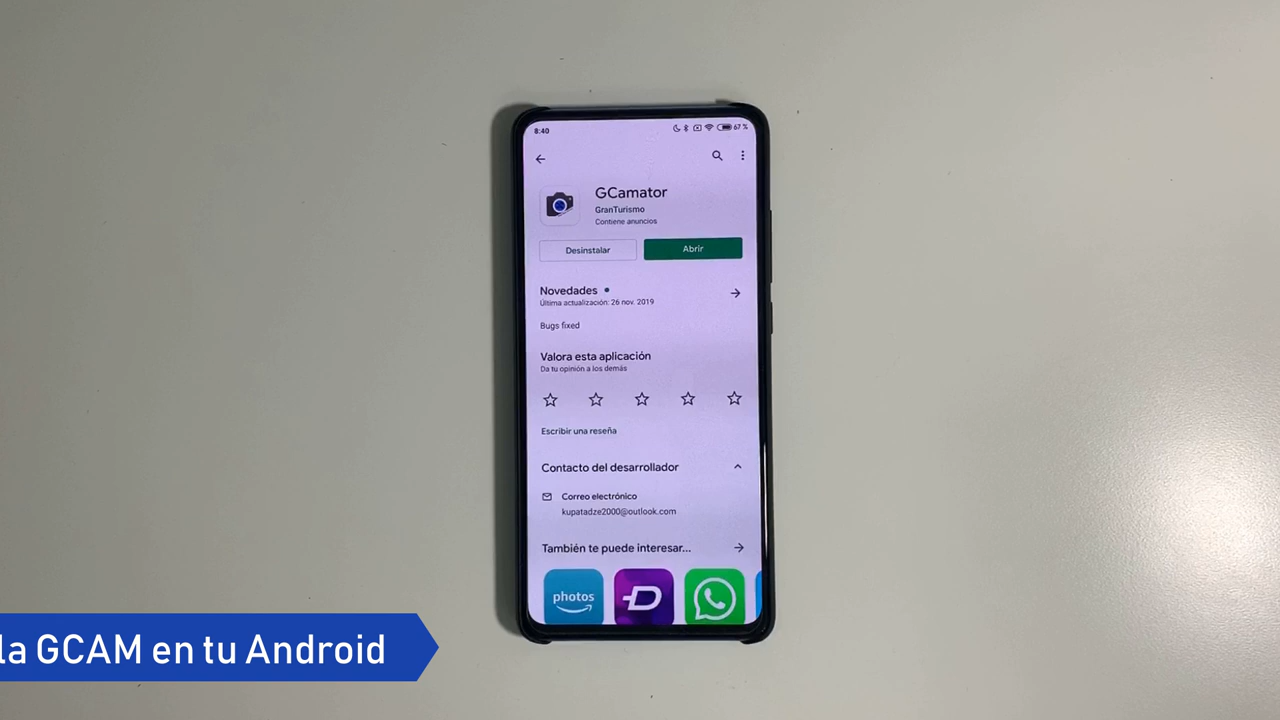 8:40
67 %
GCamator
GranTurismo
Contiene anuncios
Desinstalar
Abrir
Novedades
Última actualización: 26 nov. 2019
Bugs fixed
Valora esta aplicación
Da tu opinión a los demás
Escribir una reseña
Contacto del desarrollador
Correo electrónico
kupatadze2000@outlook.com
También te puede interesar...
photos
la GCAM en tu Android